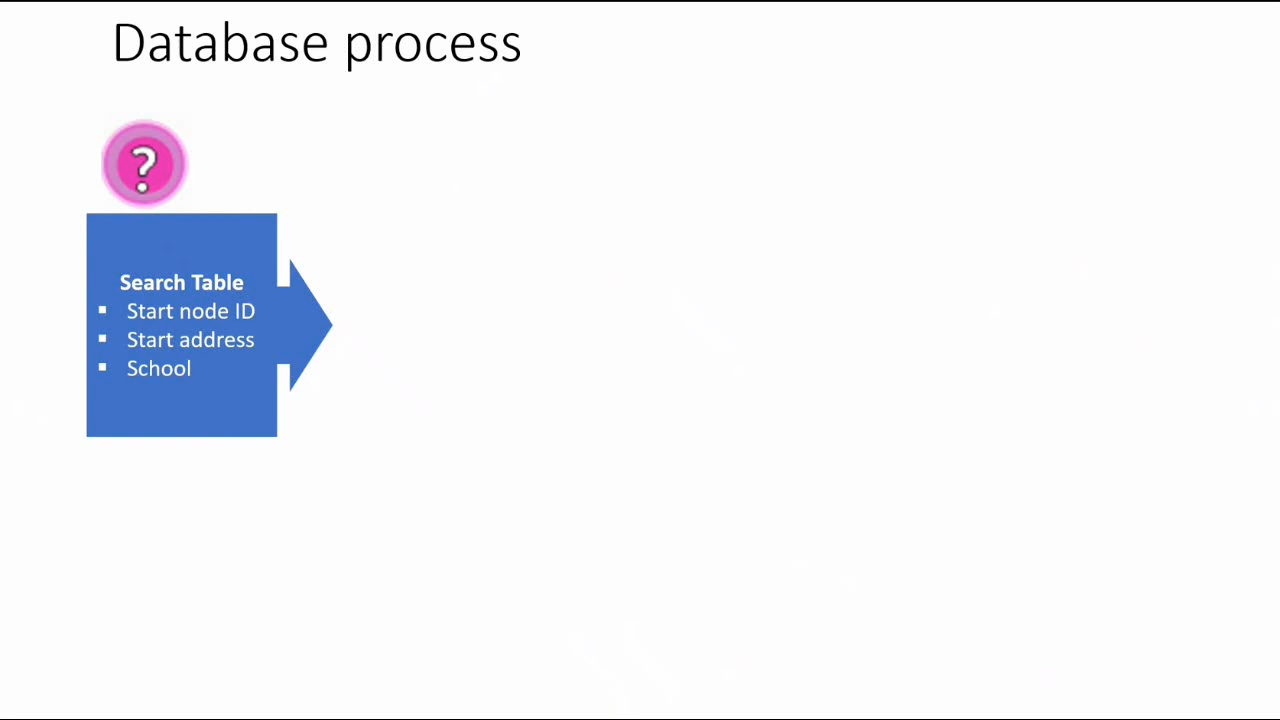 Database process
?
Search Table
▪ Start node ID
▪ Start address
▪ School